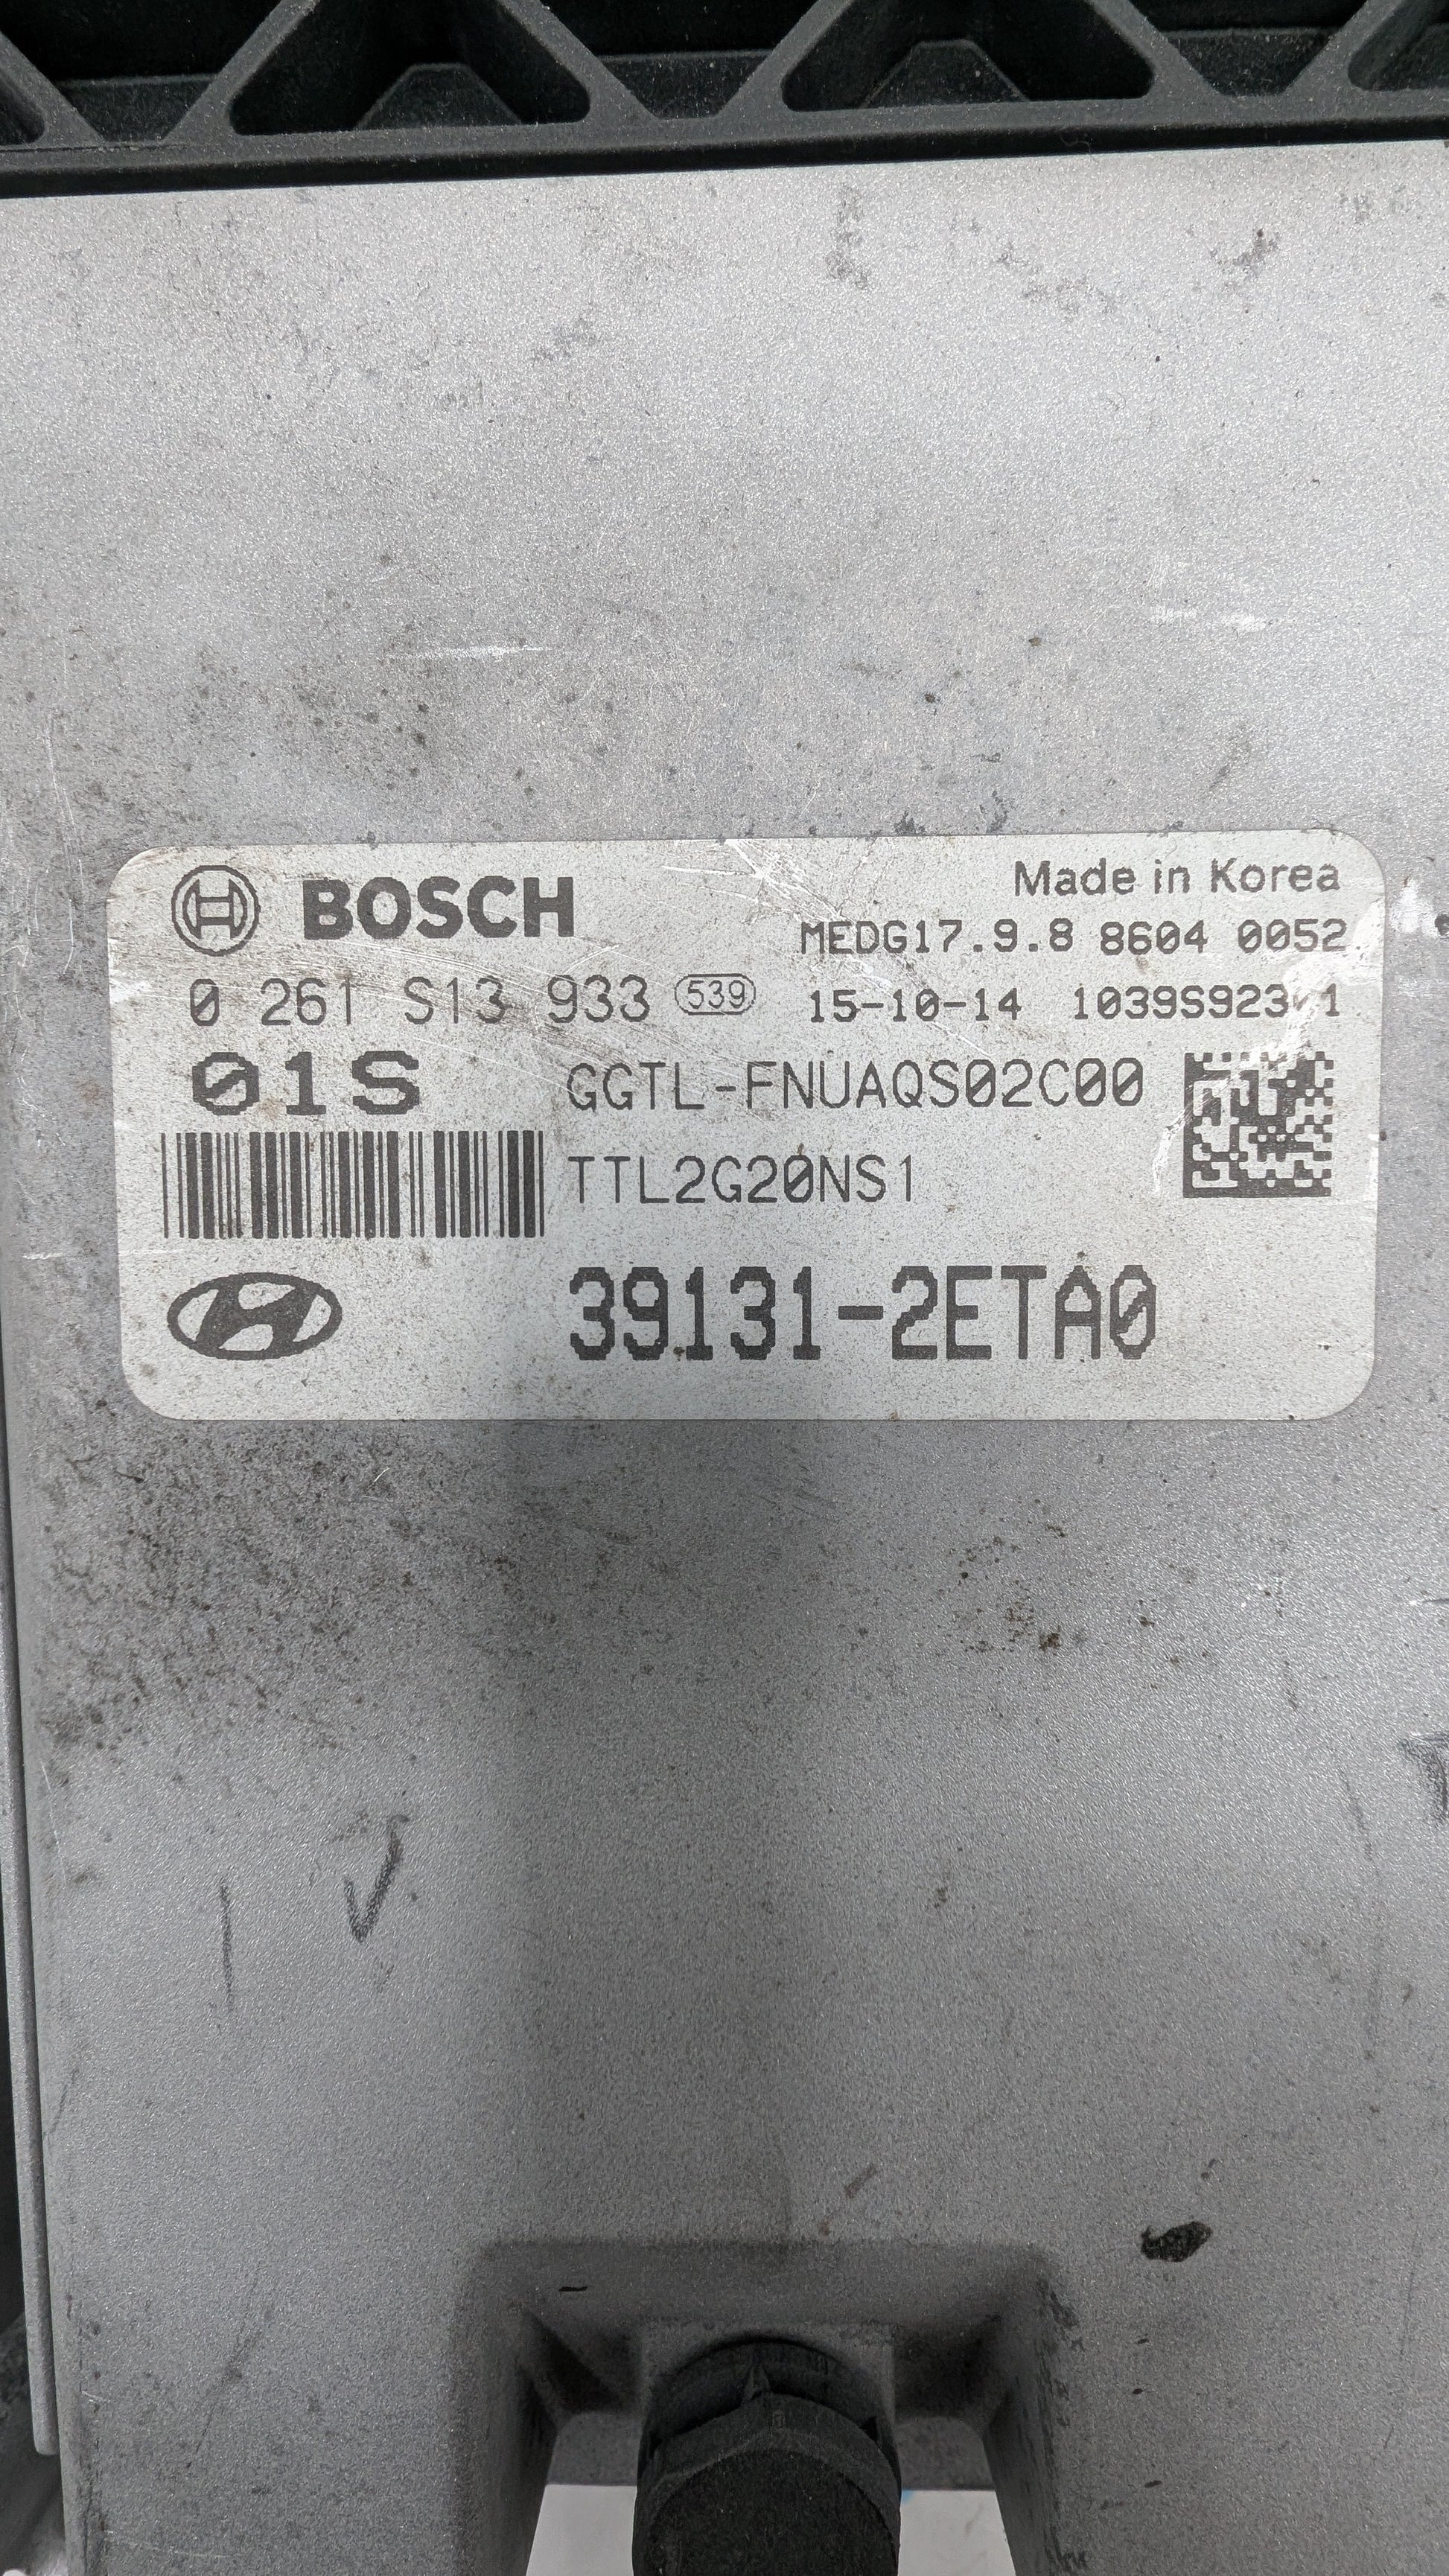 BOSCH
Made in Korea
MEDG17.9.8 8604 0052
0 261 S13 933 539
15-10-14
01S
GGTL-FNUAQS02C00
TTL2G20NS1
39131-2ETA0